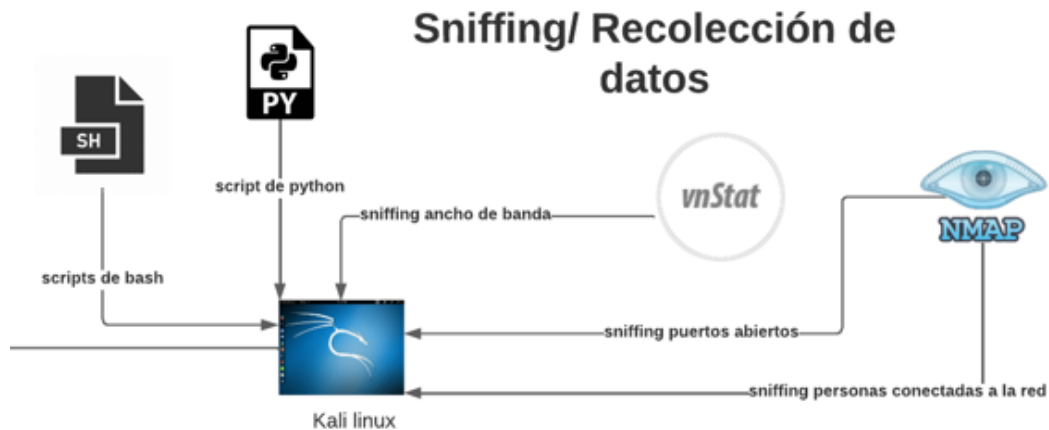 Sniffing/ Recolección de
datos
PY
SH
script de python
vnStat
sniffing ancho de banda
NMAP
scripts de bash
sniffing puertos abiertos
sniffing personas conectadas a la red
Kali linux